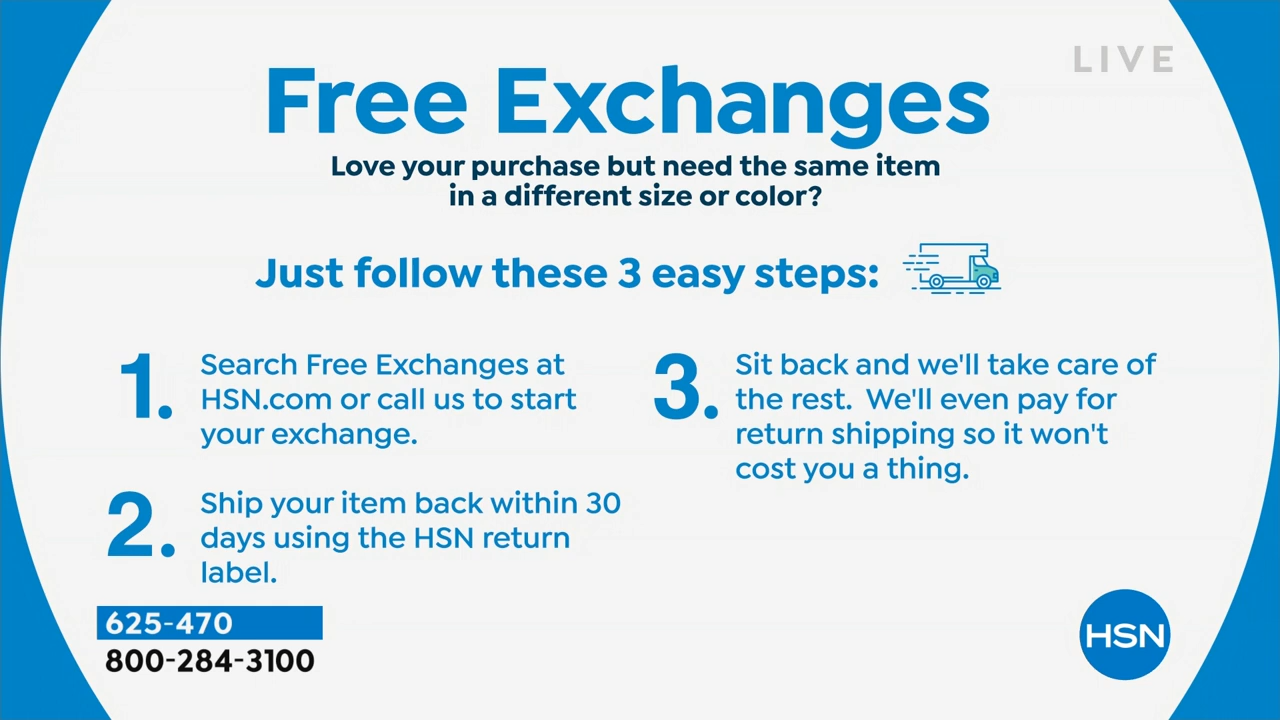 LIVE
Free Exchanges
Love your purchase but need the same item
in a different size or color?
Just follow these 3 easy steps:
1. Search Free Exchanges at
HSN.com or call us to start
your exchange.
2. Ship your item back within 30
days using the HSN return
label.
3. Sit back and we'll take care of
the rest. We'll even pay for
return shipping so it won't
cost you a thing.
625-470
800-284-3100
HSN